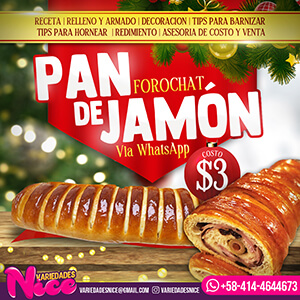 RECETA | RELLENO Y ARMADO | DECORACION | TIPS PARA BARNIZAR
TIPS PARA HORNEAR | REDIMIENTO | ASESORIA DE COSTO Y VENTA
PAN
FOROCHAT
DE JAMÓN
Via WhatsApp
COSTO
$3
VARIEDADES
Nice
VARIEDADESNICE@GMAIL.COM
VARIEDADESNICE
+58-414-4644673